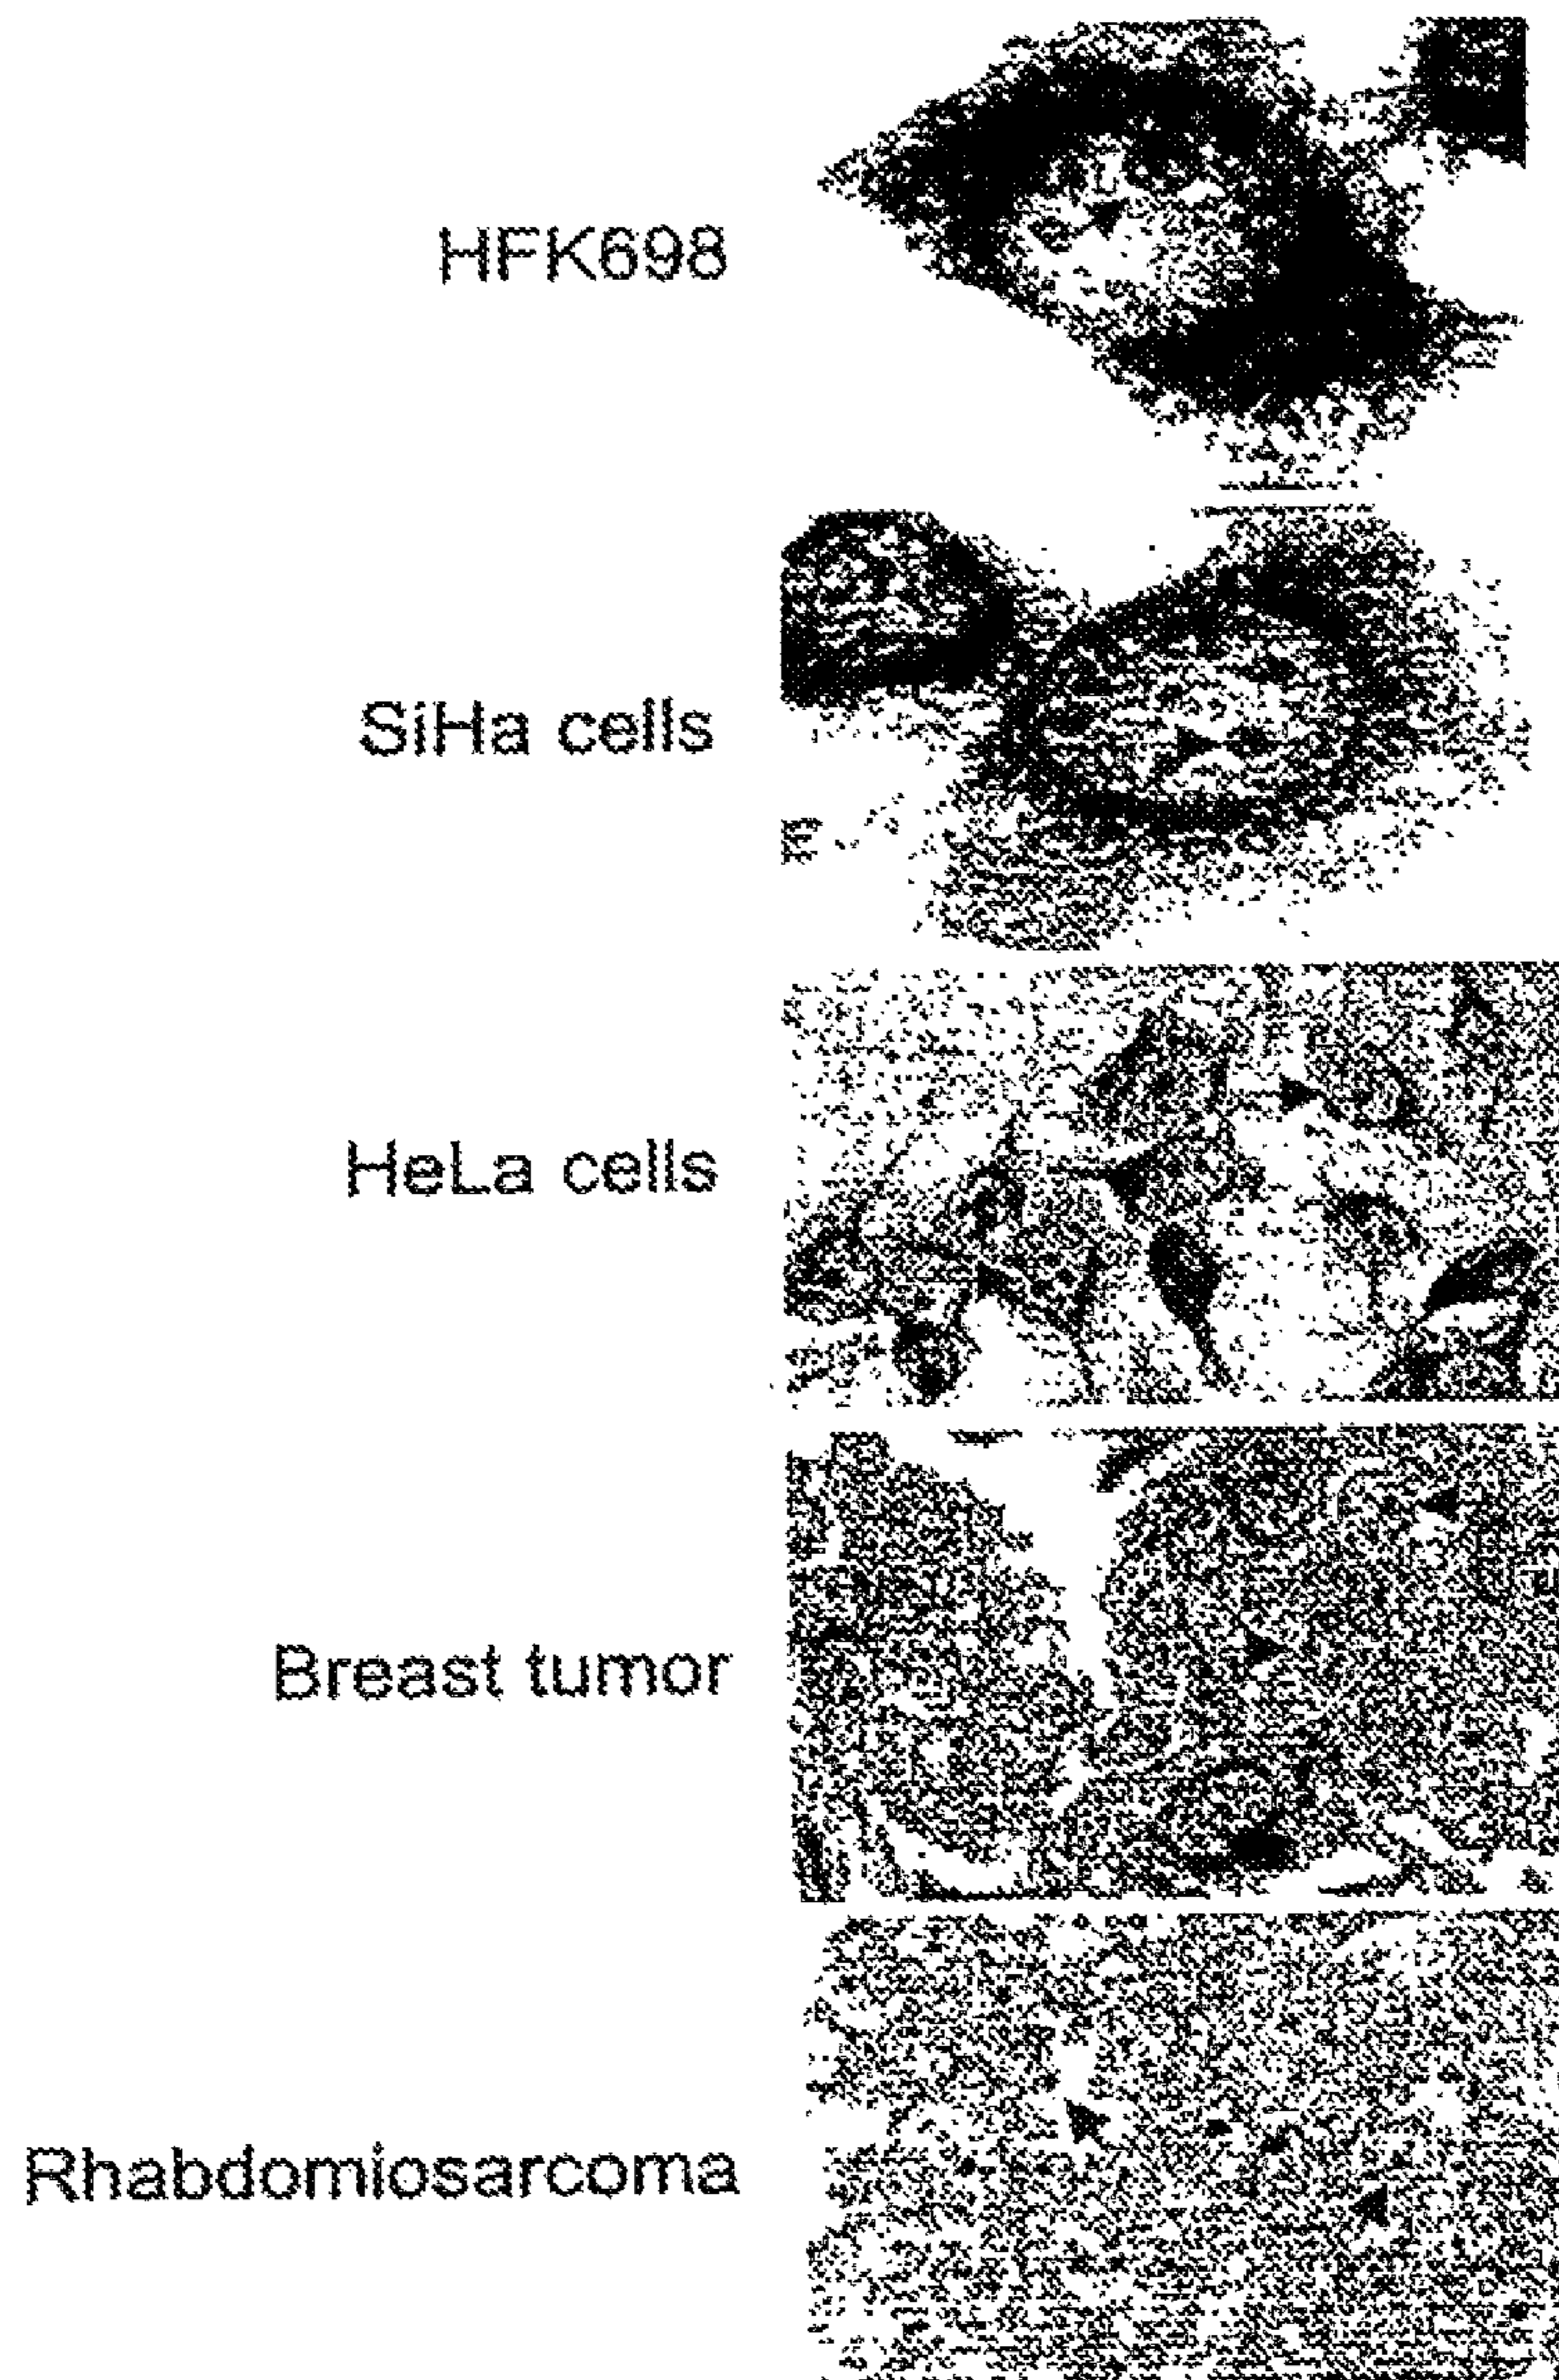 HFK698
SiHa cells
HeLa cells
Breast tumor
Rhabdomiosarcoma